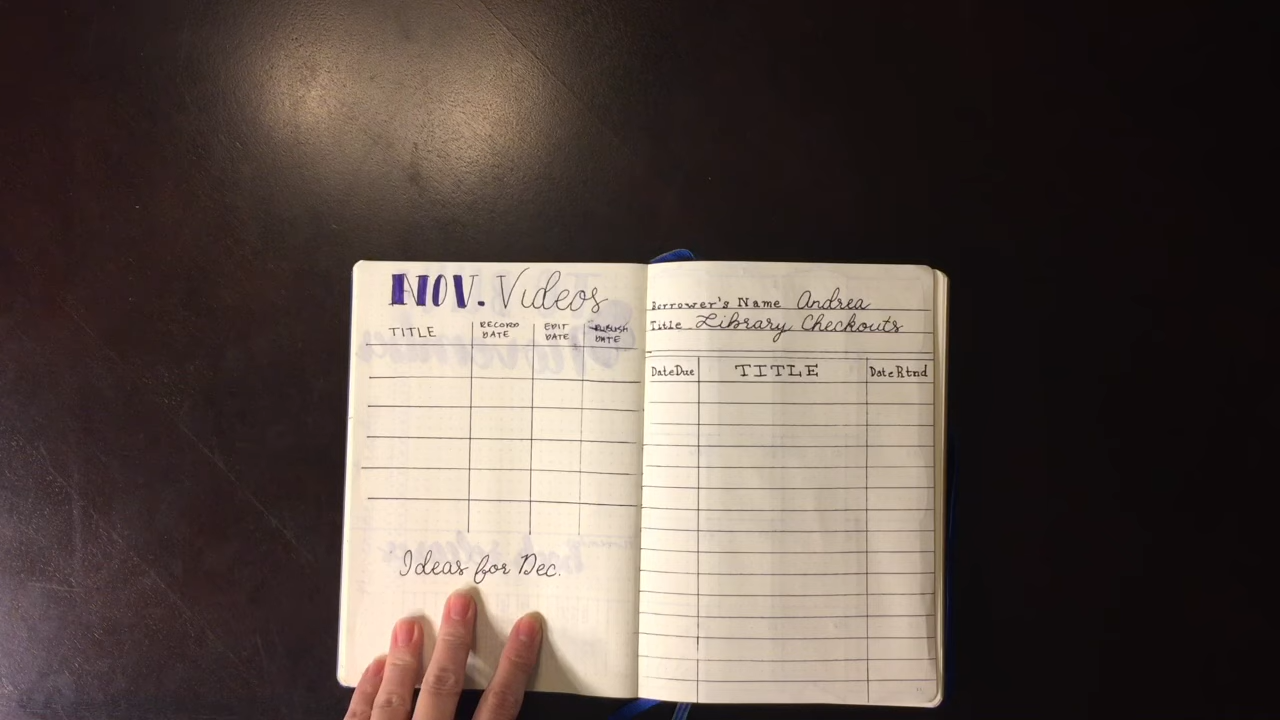 NOV. Videos
TITLE RECORD DATE EDIT DATE PUBLISH DATE
Ideas for Dec.
Borrower's Name Andrea
Title Library Checkouts
Date Due TITLE Date Rtnd